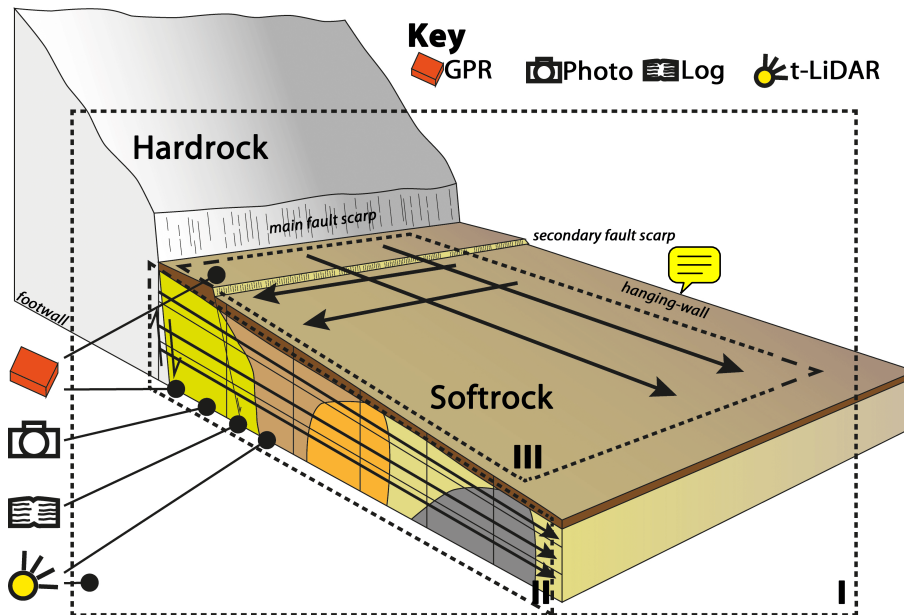 Key
GPR
Photo
Log
t-LiDAR
Hardrock
main fault scarp
secondary fault scarp
hanging-wall
footwall
Softrock
III
II
I